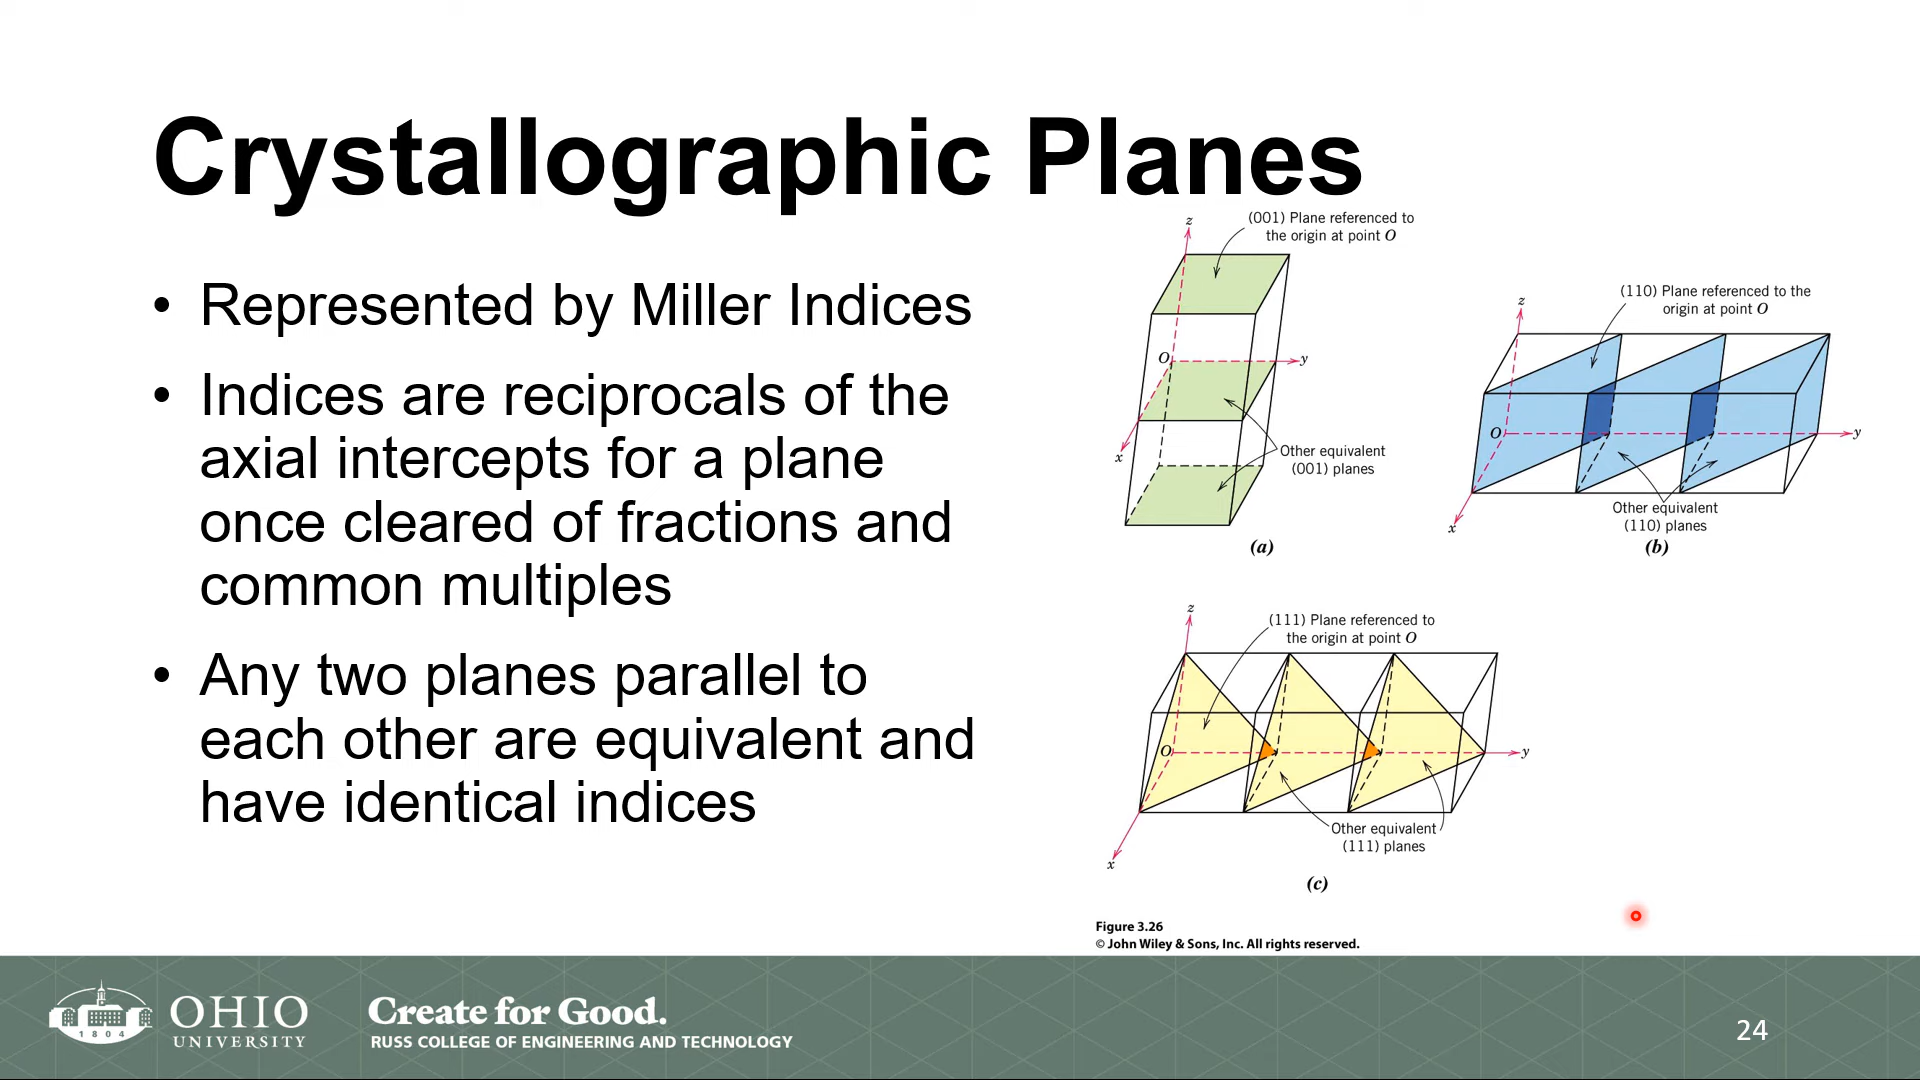 Crystallographic Planes
• Represented by Miller Indices
• Indices are reciprocals of the
axial intercepts for a plane
once cleared of fractions and
common multiples
• Any two planes parallel to
each other are equivalent and
have identical indices
z
(001) Plane referenced to
the origin at point O
O
y
x
Other equivalent
(001) planes
(a)
z
(110) Plane referenced to the
origin at point O
O
y
x
Other equivalent
(110) planes
(b)
z
(111) Plane referenced to
the origin at point O
O
y
x
Other equivalent
(111) planes
(c)
Figure 3.26
© John Wiley & Sons, Inc. All rights reserved.
1804
OHIO
UNIVERSITY
Create for Good.
RUSS COLLEGE OF ENGINEERING AND TECHNOLOGY
24